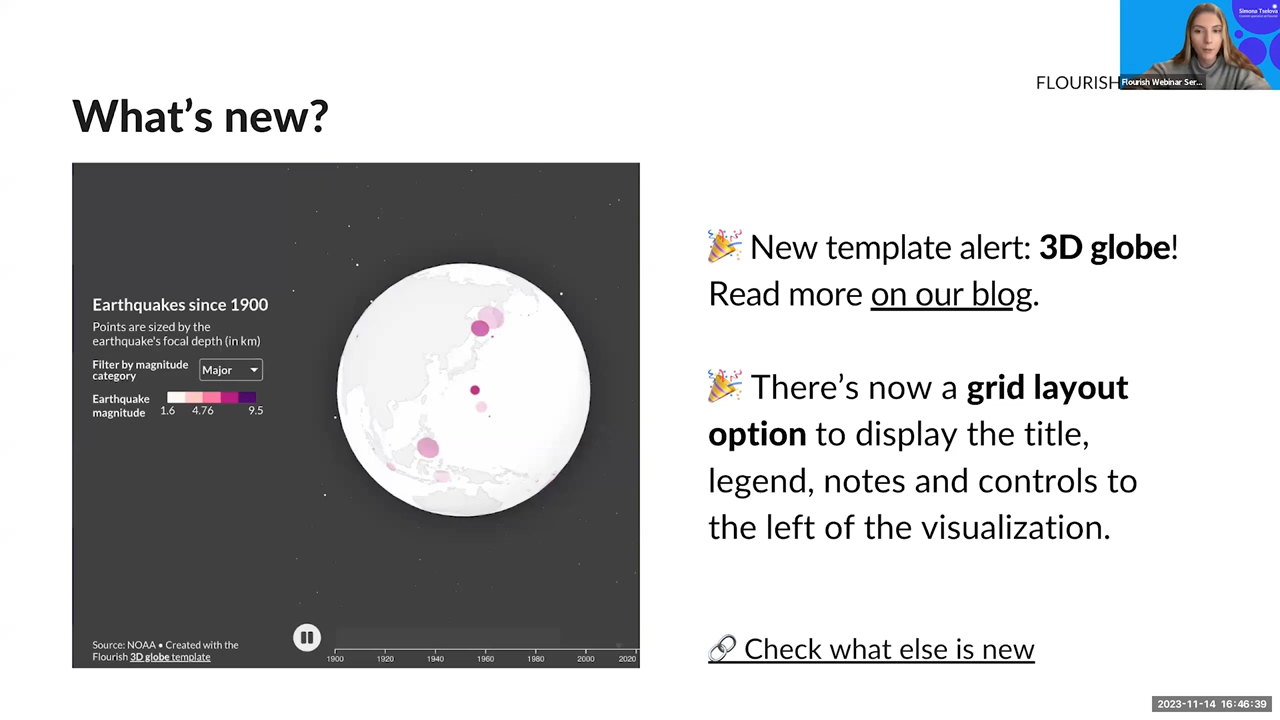 Simona Tselova
FLOURISH
Flourish Webinar Ser...
What's new?
Earthquakes since 1900
Points are sized by the
earthquake's focal depth (in km)
Filter by magnitude
category
Major
Earthquake
magnitude
1.6 4.76 9.5
Source: NOAA • Created with the
Flourish 3D globe template
1900 1920 1940 1960 1980 2000 2020
🎉 New template alert: 3D globe!
Read more on our blog.
🎉 There's now a grid layout
option to display the title,
legend, notes and controls to
the left of the visualization.
🔗 Check what else is new
2023-11-14 16:46:39